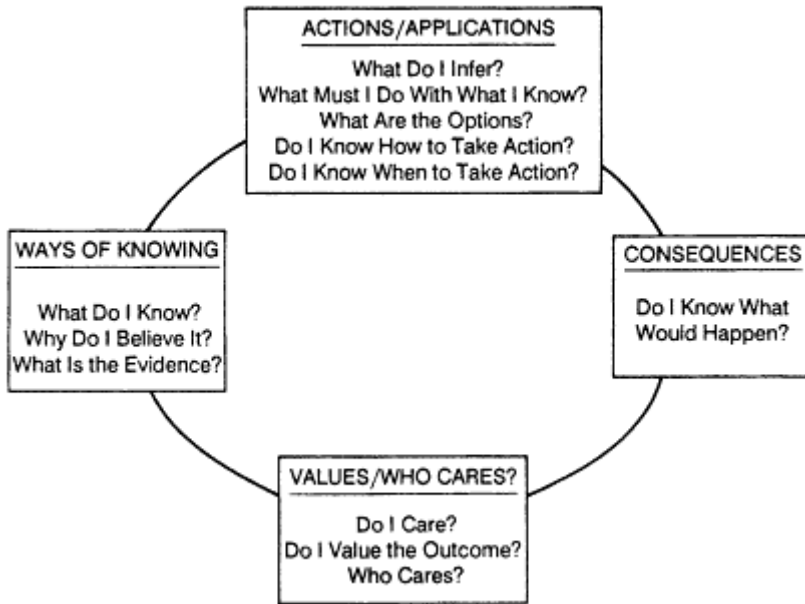 ACTIONS/APPLICATIONS
What Do I Infer?
What Must I Do With What I Know?
What Are the Options?
Do I Know How to Take Action?
Do I Know When to Take Action?
WAYS OF KNOWING
What Do I Know?
Why Do I Believe It?
What Is the Evidence?
CONSEQUENCES
Do I Know What
Would Happen?
VALUES/WHO CARES?
Do I Care?
Do I Value the Outcome?
Who Cares?